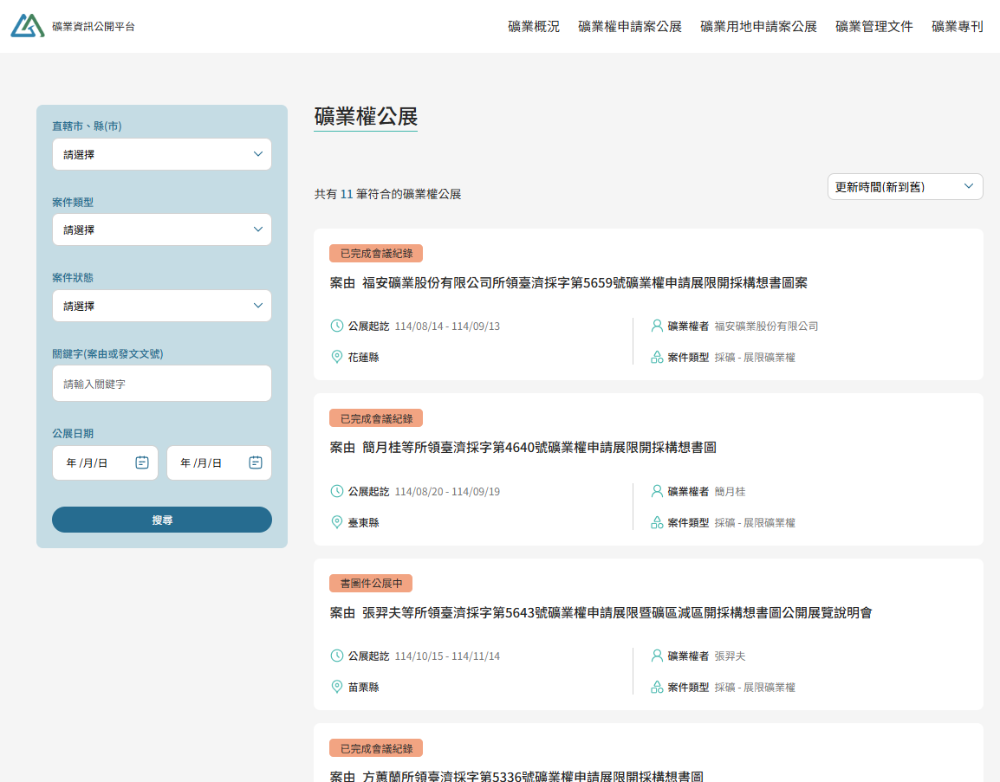 礦業資訊公開平台
礦業概況 礦業權申請案公展 礦業用地申請案公展 礦業管理文件 礦業專刊
直轄市、縣(市)
請選擇
案件類型
請選擇
案件狀態
請選擇
關鍵字(案由或發文文號)
請輸入關鍵字
公展日期
年 /月/日 年 /月/日
搜尋
礦業權公展
共有 11 筆符合的礦業權公展
更新時間(新到舊)
已完成會議紀錄
案由 福安礦業股份有限公司所領臺濟採字第5659號礦業權申請展限開採構想書圖案
公展起訖 114/08/14 - 114/09/13
礦業權者 福安礦業股份有限公司
花蓮縣
案件類型 採礦 - 展限礦業權
已完成會議紀錄
案由 簡月桂等所領臺濟採字第4640號礦業權申請展限開採構想書圖
公展起訖 114/08/20 - 114/09/19
礦業權者 簡月桂
臺東縣
案件類型 採礦 - 展限礦業權
書圖件公展中
案由 張羿夫等所領臺濟採字第5643號礦業權申請展限暨礦區減區開採構想書圖公開展覽說明會
公展起訖 114/10/15 - 114/11/14
礦業權者 張羿夫
苗栗縣
案件類型 採礦 - 展限礦業權
已完成會議紀錄
案由 方蕙蘭所領臺濟採字第5336號礦業權申請展限開採構想書圖